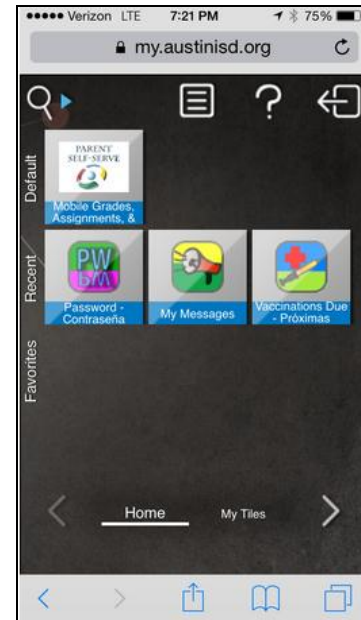 Verizon LTE 7:21 PM 75%
my.austinisd.org
Default
PARENT
SELF-SERVE
Mobile Grades,
Assignments, &
Recent
PW
Password -
Contraseña
My Messages
Vaccinations Due
- Próximas
Favorites
Home My Tiles